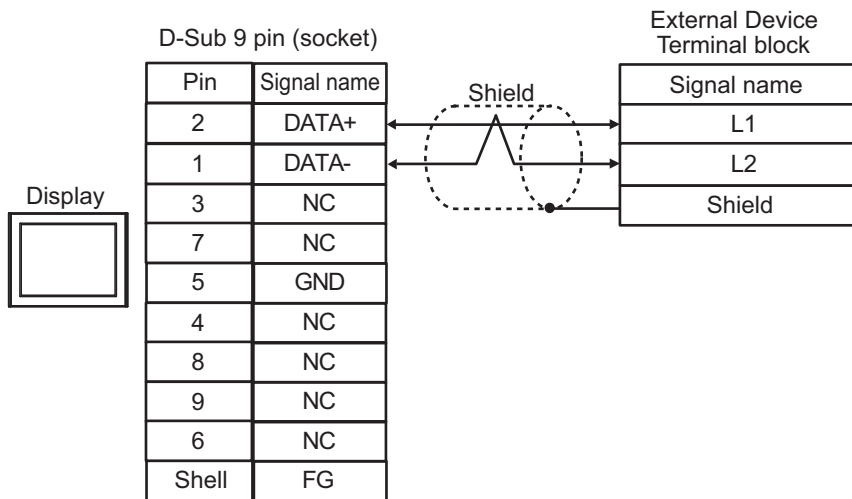 D-Sub 9 pin (socket)
External Device
Terminal block
Pin Signal name
Shield
Signal name
2 DATA+
L1
1 DATA-
L2
Display
3 NC
Shield
7 NC
5 GND
4 NC
8 NC
9 NC
6 NC
Shell FG